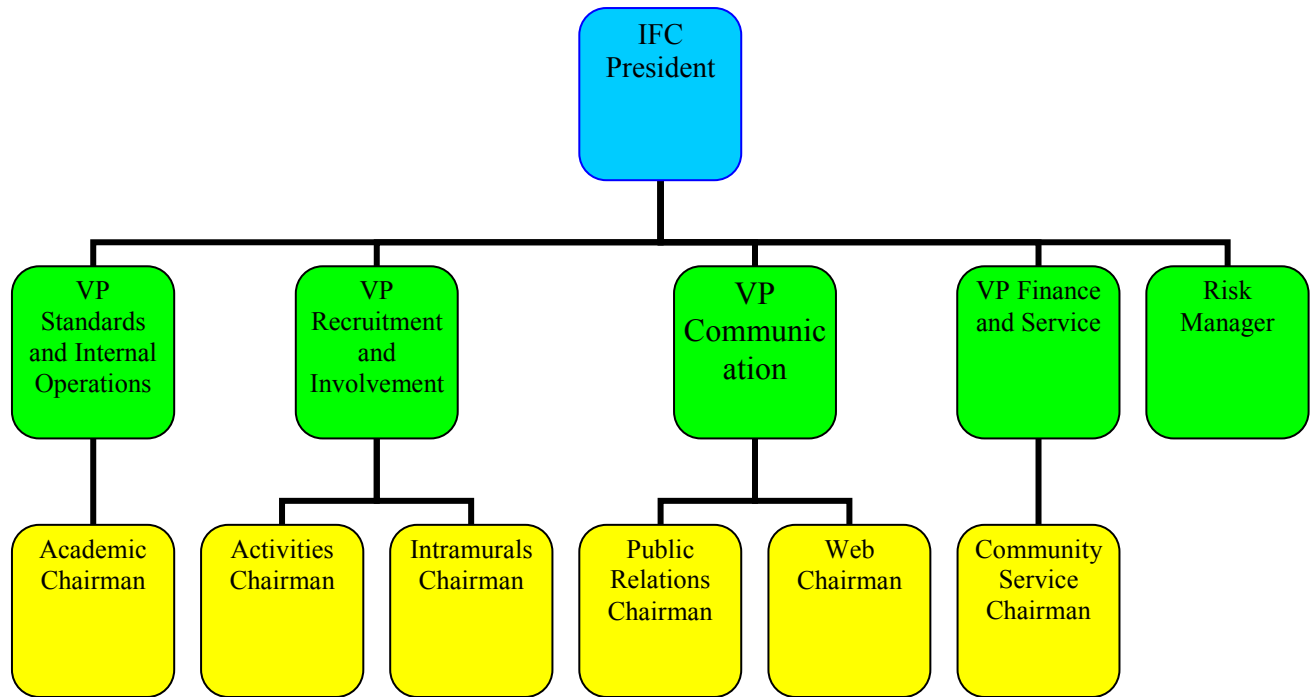 IFC
President
VP
Standards
and Internal
Operations
VP
Recruitment
and
Involvement
VP
Communic
ation
VP Finance
and Service
Risk
Manager
Academic
Chairman
Activities
Chairman
Intramurals
Chairman
Public
Relations
Chairman
Web
Chairman
Community
Service
Chairman